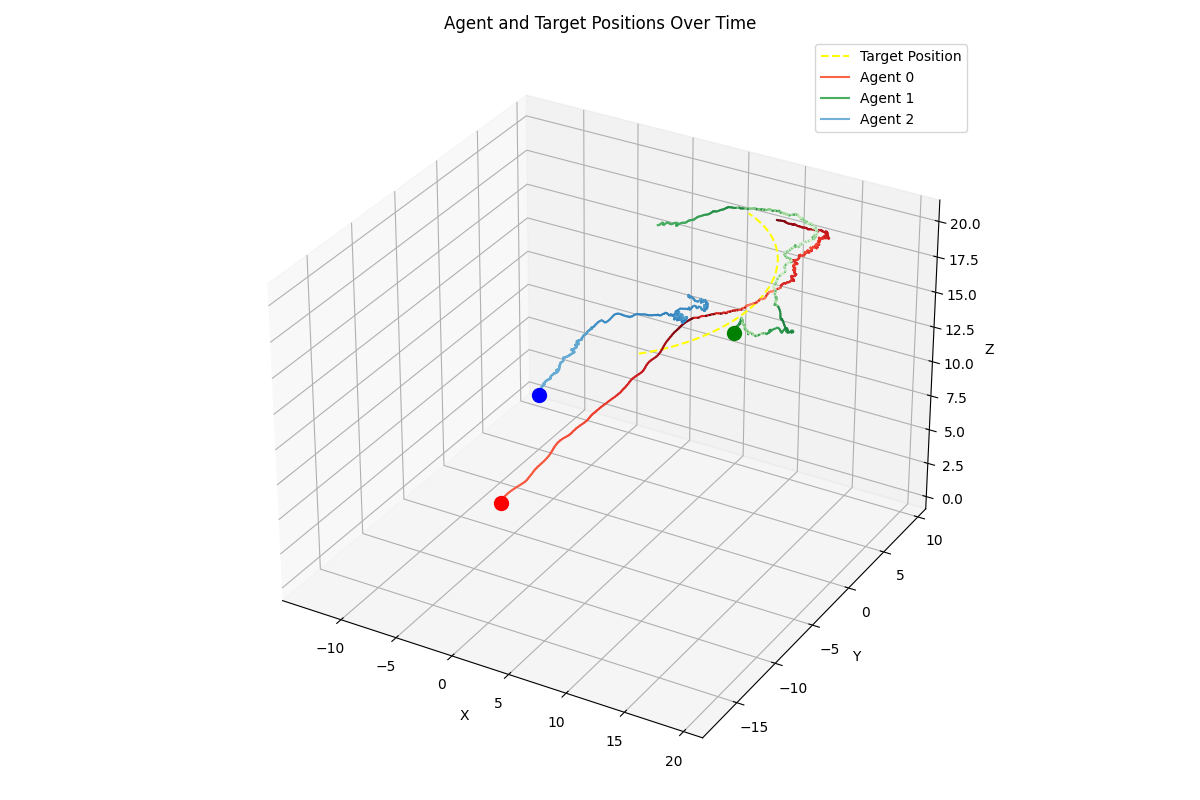 Agent and Target Positions Over Time
Target Position
Agent 0
Agent 1
Agent 2
20.0
17.5
15.0
12.5
10.0
7.5
5.0
2.5
0.0
Z
10
5
0
−5
−10
−15
Y
−10
−5
0
5
10
15
20
X